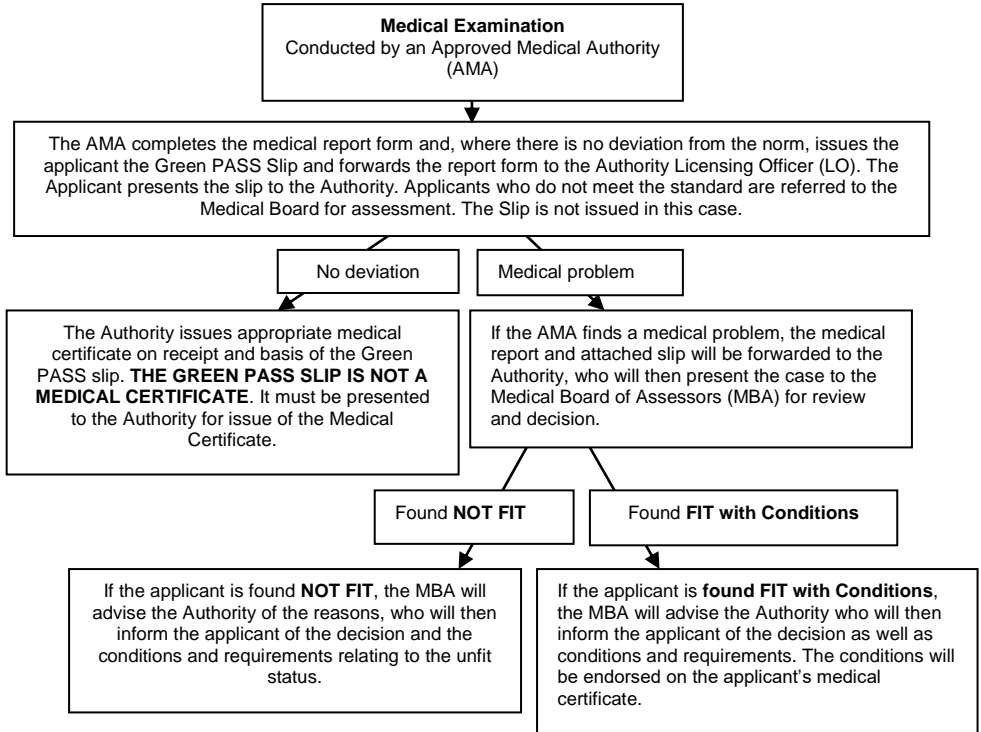 Medical Examination
Conducted by an Approved Medical Authority
(AMA)
The AMA completes the medical report form and, where there is no deviation from the norm, issues the
applicant the Green PASS Slip and forwards the report form to the Authority Licensing Officer (LO). The
Applicant presents the slip to the Authority. Applicants who do not meet the standard are referred to the
Medical Board for assessment. The Slip is not issued in this case.
No deviation
Medical problem
The Authority issues appropriate medical
certificate on receipt and basis of the Green
PASS slip. THE GREEN PASS SLIP IS NOT A
MEDICAL CERTIFICATE. It must be presented
to the Authority for issue of the Medical
Certificate.
If the AMA finds a medical problem, the medical
report and attached slip will be forwarded to the
Authority, who will then present the case to the
Medical Board of Assessors (MBA) for review
and decision.
Found NOT FIT
Found FIT with Conditions
If the applicant is found NOT FIT, the MBA will
advise the Authority of the reasons, who will then
inform the applicant of the decision and the
conditions and requirements relating to the unfit
status.
If the applicant is found FIT with Conditions,
the MBA will advise the Authority who will then
inform the applicant of the decision as well as
conditions and requirements. The conditions will
be endorsed on the applicant's medical
certificate.